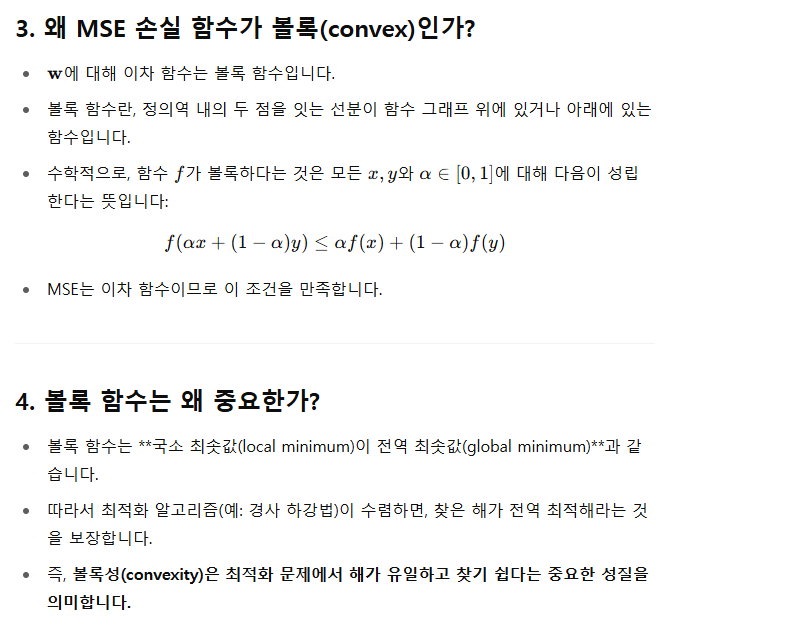 3. 왜 MSE 손실 함수가 볼록(convex)인가?
• w에 대해 이차 함수는 볼록 함수입니다.
• 볼록 함수란, 정의역 내의 두 점을 잇는 선분이 함수 그래프 위에 있거나 아래에 있는
함수입니다.
• 수학적으로, 함수 f가 볼록하다는 것은 모든 x, y와 α ∈ [0, 1]에 대해 다음이 성립
한다는 뜻입니다:
f(αx + (1 − α)y) ≤ αf(x) + (1 − α)f(y)
• MSE는 이차 함수이므로 이 조건을 만족합니다.
4. 볼록 함수는 왜 중요한가?
• 볼록 함수는 **국소 최솟값(local minimum)이 전역 최솟값(global minimum)**과 같
습니다.
• 따라서 최적화 알고리즘(예: 경사 하강법)이 수렴하면, 찾은 해가 전역 최적해라는 것
을 보장합니다.
• 즉, 볼록성(convexity)은 최적화 문제에서 해가 유일하고 찾기 쉽다는 중요한 성질을
의미합니다.